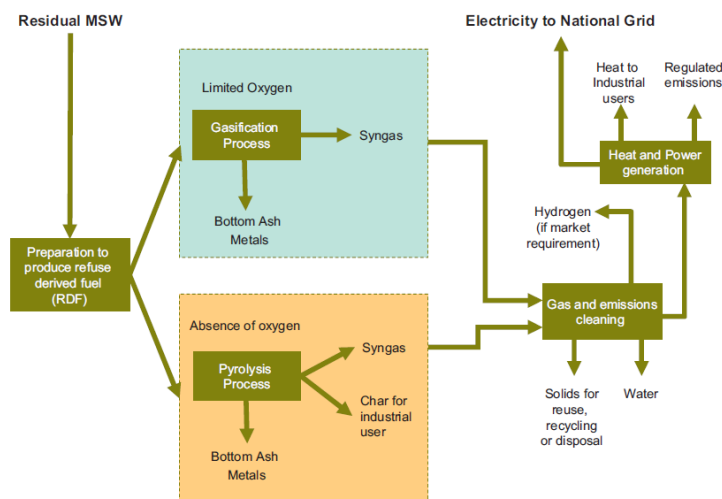 Residual MSW
Electricity to National Grid
Heat to
Industrial
users
Regulated
emissions
Limited Oxygen
Gasification
Process
Syngas
Heat and Power
generation
Bottom Ash
Metals
Hydrogen
(if market
requirement)
Preparation to
produce refuse
derived fuel
(RDF)
Gas and emissions
cleaning
Absence of oxygen
Syngas
Pyrolysis
Process
Char for
industrial
user
Solids for
reuse,
recycling
or disposal
Water
Bottom Ash
Metals